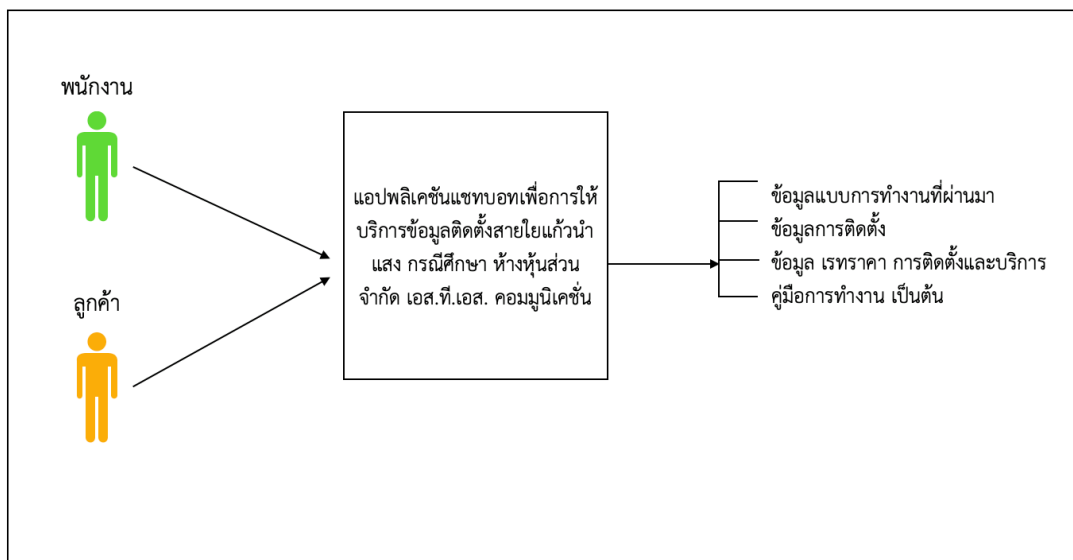 พนักงาน
ลูกค้า
แอปพลิเคชันแชทบอทเพื่อการให้
บริการข้อมูลติดตั้งสายใยแก้วนำ
แสง กรณีศึกษา ห้างหุ้นส่วน
จำกัด เอส.ที.เอส. คอมมูนิเคชั่น
ข้อมูลแบบการทำงานที่ผ่านมา
ข้อมูลการติดตั้ง
ข้อมูล เรทราคา การติดตั้งและบริการ
คู่มือการทำงาน เป็นต้น